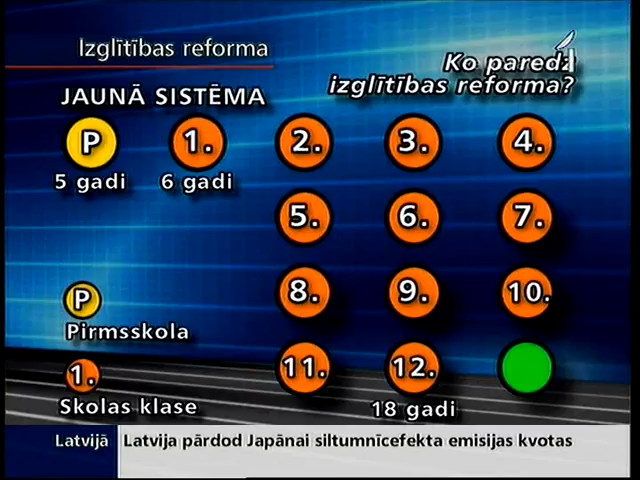 Izglītības reforma
Ko paredz
izglītības reforma?
JAUNĀ SISTĒMA
P 1. 2. 3. 4.
5 gadi 6 gadi
5. 6. 7.
P 8. 9. 10.
Pirmsskola
1. 11. 12.
Skolas klase 18 gadi
Latvijā Latvija pārdod Japānai siltumnīcefekta emisijas kvotas